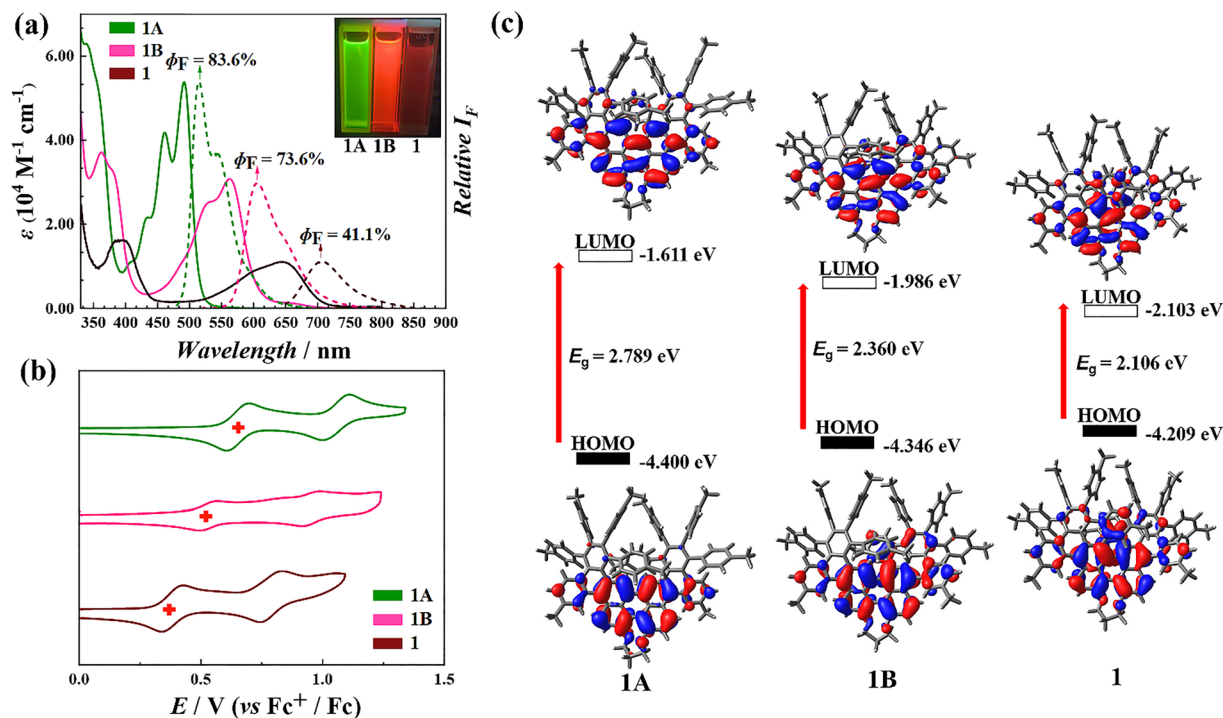 (a)
1A
1B
1
ϕF = 83.6%
ϕF = 73.6%
ϕF = 41.1%
1A 1B 1
6.00
4.00
2.00
0.00
ε (10⁴ M⁻¹ cm⁻¹)
Relative IF
330 400 450 500 550 600 650 700 750 800 850 900
Wavelength / nm
(b)
1A
1B
1
0.0 0.5 1.0 1.5
E / V (vs Fc⁺ / Fc)
(c)
LUMO
-1.611 eV
Eg = 2.789 eV
HOMO
-4.400 eV
1A
LUMO
-1.986 eV
Eg = 2.360 eV
HOMO
-4.346 eV
1B
LUMO
-2.103 eV
Eg = 2.106 eV
HOMO
-4.209 eV
1